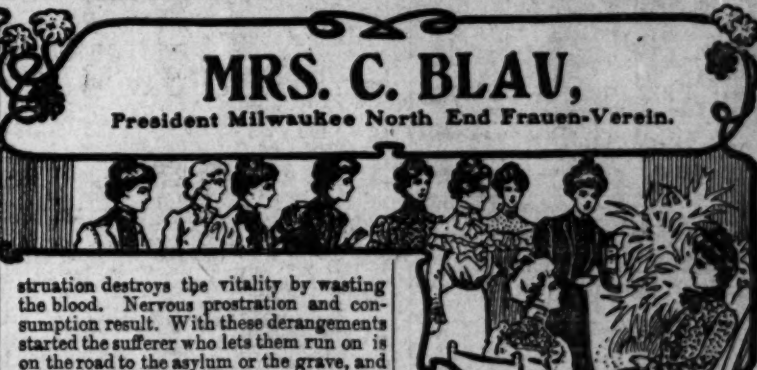 MRS. C. BLAU,
President Milwaukee North End Frauen-Verein.
struation destroys the vitality by wasting
the blood. Nervous prostration and con-
sumption result. With these derangements
started the sufferer who lets them run on is
on the road to the asylum or the grave, and